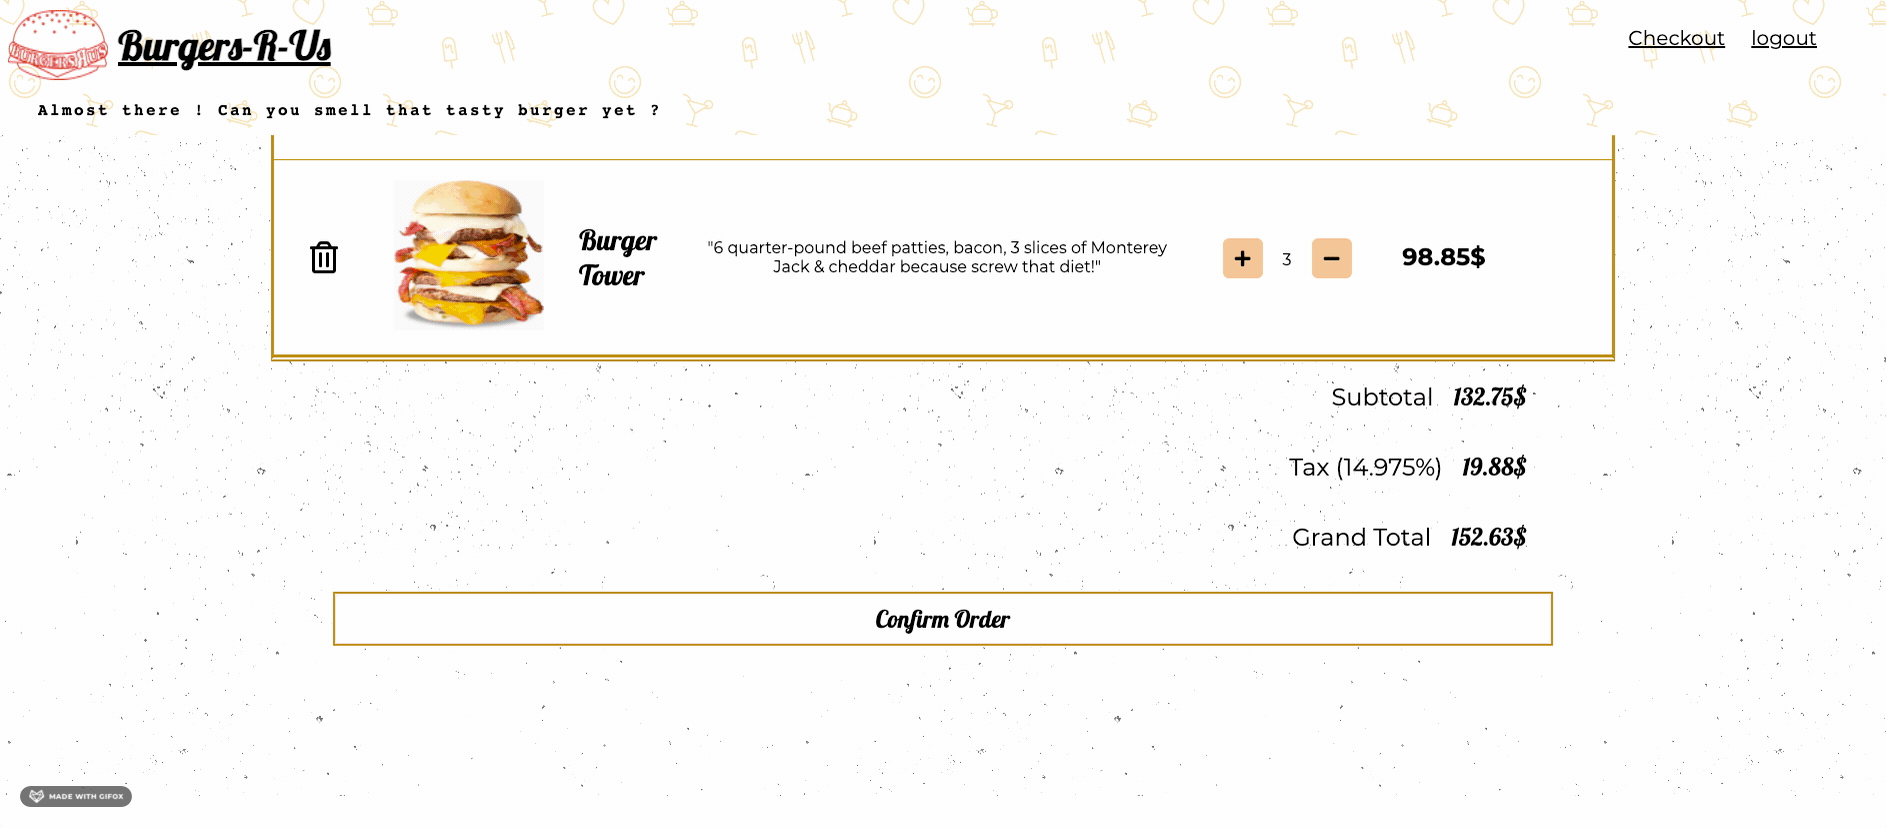 BURGERS R US
Burgers-R-Us
Checkout logout
Almost there ! Can you smell that tasty burger yet ?
Burger
Tower
"6 quarter-pound beef patties, bacon, 3 slices of Monterey
Jack & cheddar because screw that diet!"
+ 3 −
98.85$
Subtotal 132.75$
Tax (14.975%) 19.88$
Grand Total 152.63$
Confirm Order
MADE WITH GIFOX